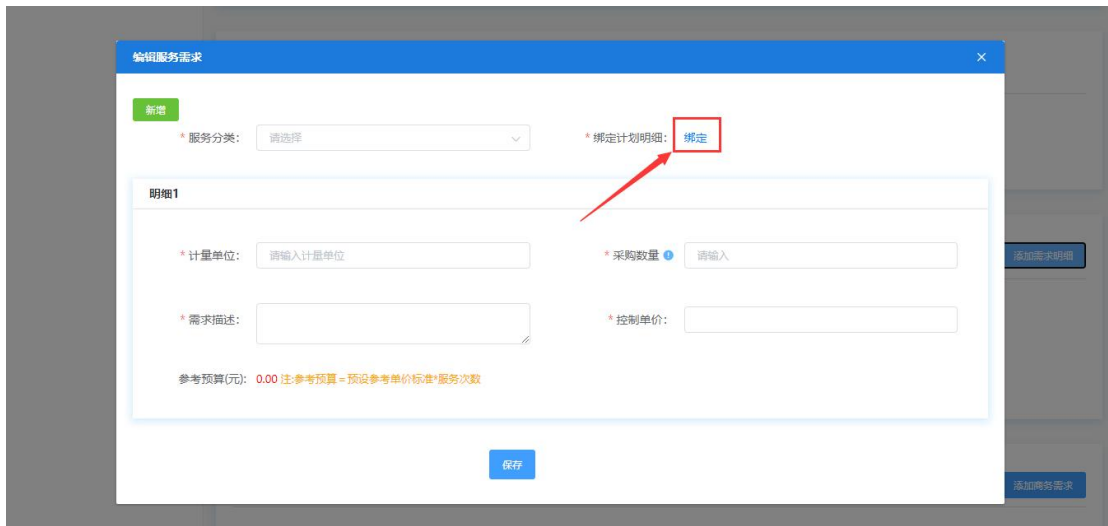 编辑服务需求
新增
* 服务分类: 请选择 * 绑定计划明细: 绑定
明细1
* 计量单位: 请输入计量单位 * 采购数量 请输入
添加需求明细
* 需求描述: * 控制单价:
参考预算(元): 0.00 注:参考预算 = 预设参考单价标准*服务次数
保存
添加商务需求